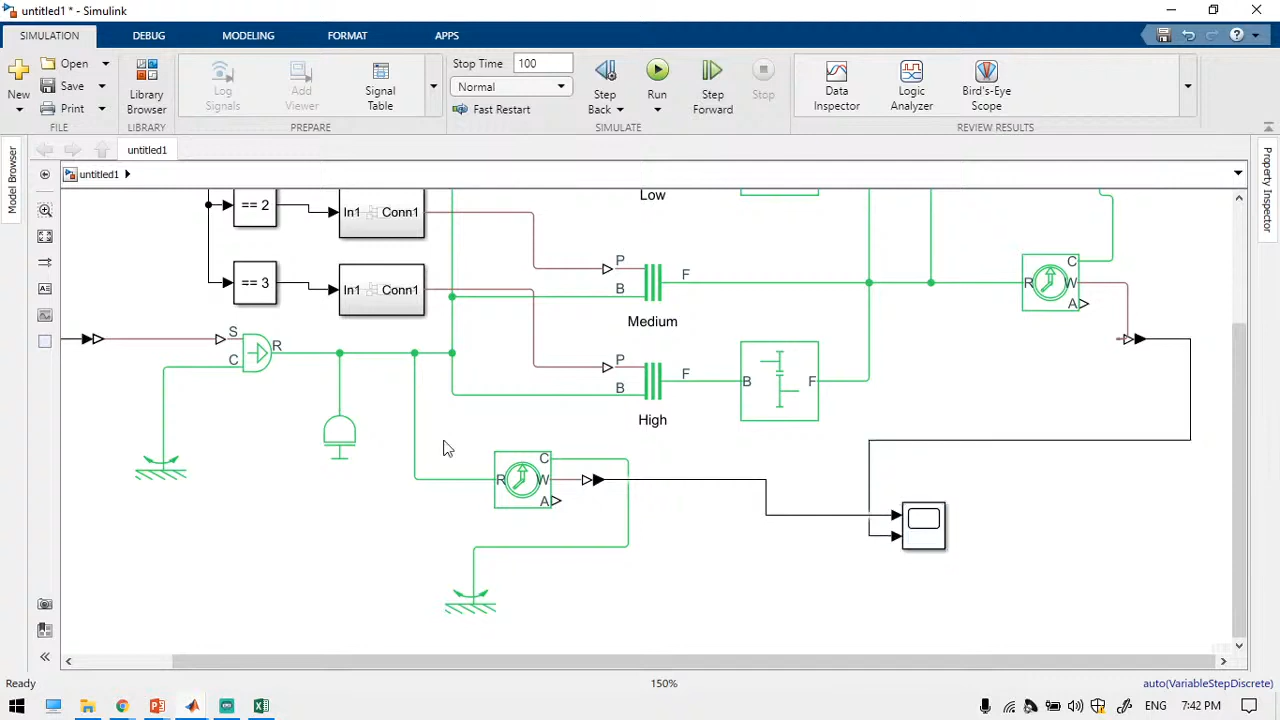 untitled1 * - Simulink
SIMULATION DEBUG MODELING FORMAT APPS
New
Open
Save
Print
FILE
Library
Browser
LIBRARY
Log
Signals
Add
Viewer
Signal
Table
PREPARE
Stop Time 100
Normal
Fast Restart
Step
Back
Run
Step
Forward
Stop
SIMULATE
Data
Inspector
Logic
Analyzer
Bird's-Eye
Scope
REVIEW RESULTS
untitled1
untitled1
Model Browser
Property Inspector
Low
== 2
In1 Conn1
== 3
In1 Conn1
P
B
F
Medium
P
B
F
High
B F
S
C
R
R
C
W
A
R
C
W
A
Ready
150%
auto(VariableStepDiscrete)
ENG 7:42 PM